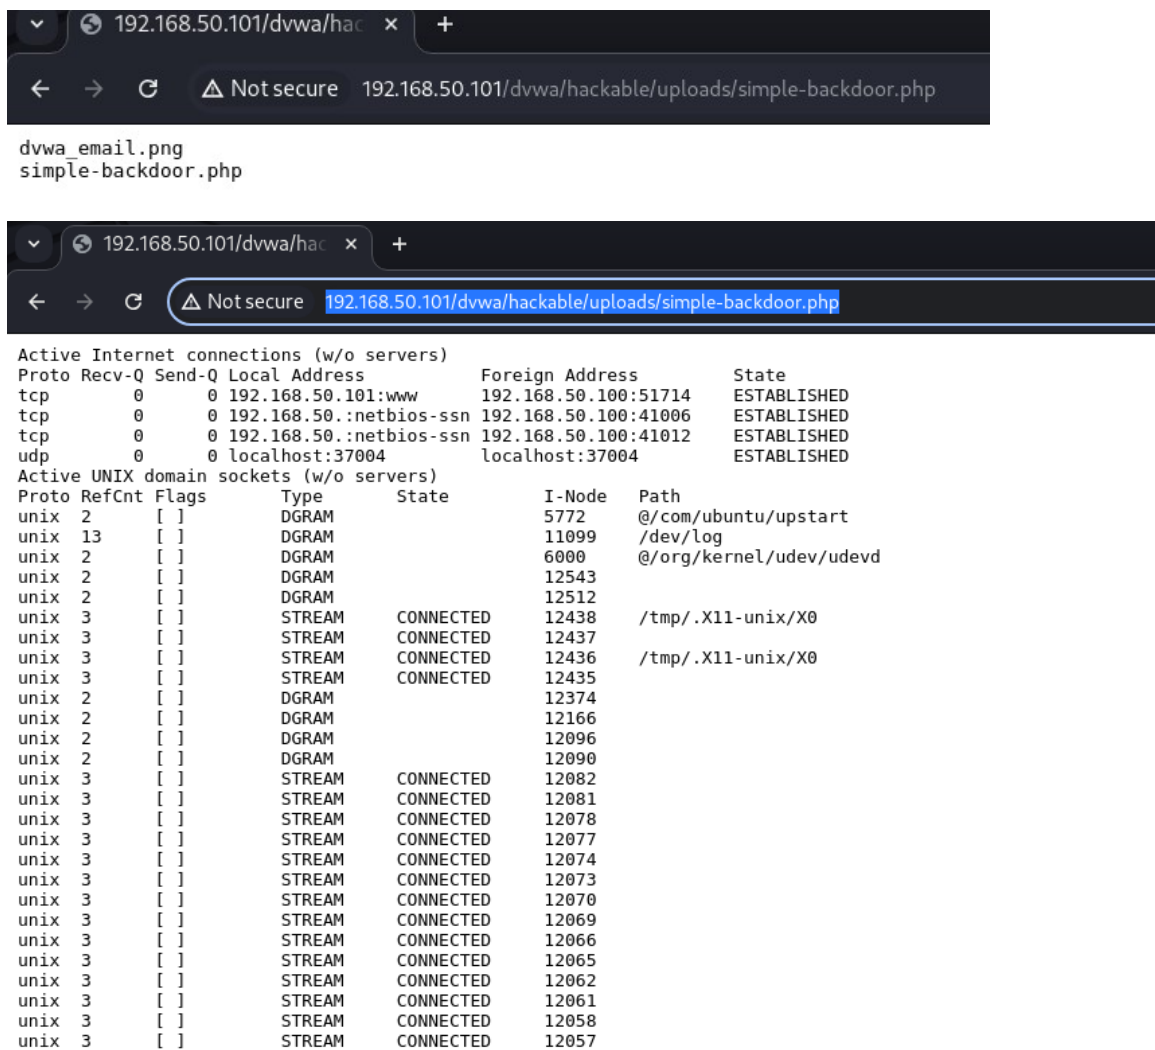 192.168.50.101/dvwa/hac
Not secure 192.168.50.101/dvwa/hackable/uploads/simple-backdoor.php
dvwa_email.png
simple-backdoor.php
192.168.50.101/dvwa/hac
Not secure 192.168.50.101/dvwa/hackable/uploads/simple-backdoor.php
Active Internet connections (w/o servers)
Proto Recv-Q Send-Q Local Address Foreign Address State
tcp 0 0 192.168.50.101:www 192.168.50.100:51714 ESTABLISHED
tcp 0 0 192.168.50.:netbios-ssn 192.168.50.100:41006 ESTABLISHED
tcp 0 0 192.168.50.:netbios-ssn 192.168.50.100:41012 ESTABLISHED
udp 0 0 localhost:37004 localhost:37004 ESTABLISHED
Active UNIX domain sockets (w/o servers)
Proto RefCnt Flags Type State I-Node Path
unix 2 [ ] DGRAM 5772 @/com/ubuntu/upstart
unix 13 [ ] DGRAM 11099 /dev/log
unix 2 [ ] DGRAM 6000 @/org/kernel/udev/udevd
unix 2 [ ] DGRAM 12543
unix 2 [ ] DGRAM 12512
unix 3 [ ] STREAM CONNECTED 12438 /tmp/.X11-unix/X0
unix 3 [ ] STREAM CONNECTED 12437
unix 3 [ ] STREAM CONNECTED 12436 /tmp/.X11-unix/X0
unix 3 [ ] STREAM CONNECTED 12435
unix 2 [ ] DGRAM 12374
unix 2 [ ] DGRAM 12166
unix 2 [ ] DGRAM 12096
unix 2 [ ] DGRAM 12090
unix 3 [ ] STREAM CONNECTED 12082
unix 3 [ ] STREAM CONNECTED 12081
unix 3 [ ] STREAM CONNECTED 12078
unix 3 [ ] STREAM CONNECTED 12077
unix 3 [ ] STREAM CONNECTED 12074
unix 3 [ ] STREAM CONNECTED 12073
unix 3 [ ] STREAM CONNECTED 12070
unix 3 [ ] STREAM CONNECTED 12069
unix 3 [ ] STREAM CONNECTED 12066
unix 3 [ ] STREAM CONNECTED 12065
unix 3 [ ] STREAM CONNECTED 12062
unix 3 [ ] STREAM CONNECTED 12061
unix 3 [ ] STREAM CONNECTED 12058
unix 3 [ ] STREAM CONNECTED 12057